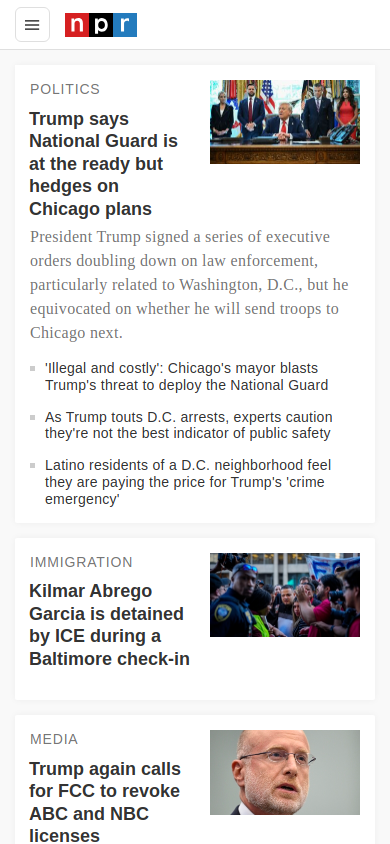 npr
POLITICS
Trump says
National Guard is
at the ready but
hedges on
Chicago plans
President Trump signed a series of executive
orders doubling down on law enforcement,
particularly related to Washington, D.C., but he
equivocated on whether he will send troops to
Chicago next.
'Illegal and costly': Chicago's mayor blasts
Trump's threat to deploy the National Guard
As Trump touts D.C. arrests, experts caution
they're not the best indicator of public safety
Latino residents of a D.C. neighborhood feel
they are paying the price for Trump's 'crime
emergency'
IMMIGRATION
Kilmar Abrego
Garcia is detained
by ICE during a
Baltimore check-in
MEDIA
Trump again calls
for FCC to revoke
ABC and NBC
licenses